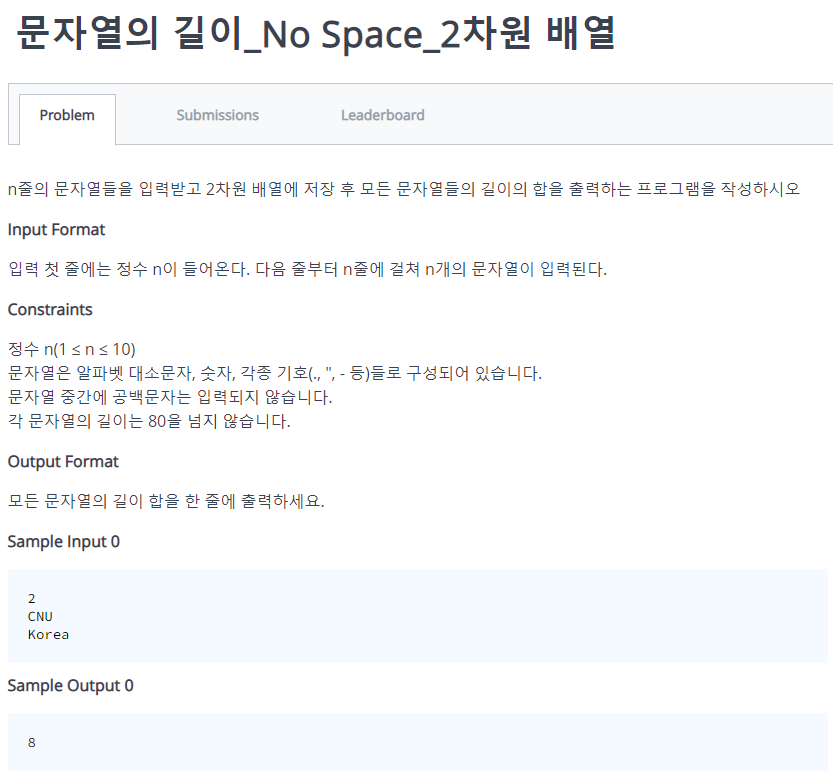 문자열의 길이_No Space_2차원 배열
Problem
Submissions
Leaderboard
n줄의 문자열들을 입력받고 2차원 배열에 저장 후 모든 문자열들의 길이의 합을 출력하는 프로그램을 작성하시오
Input Format
입력 첫 줄에는 정수 n이 들어온다. 다음 줄부터 n줄에 걸쳐 n개의 문자열이 입력된다.
Constraints
정수 n(1 ≤ n ≤ 10)
문자열은 알파벳 대소문자, 숫자, 각종 기호(., ", - 등)들로 구성되어 있습니다.
문자열 중간에 공백문자는 입력되지 않습니다.
각 문자열의 길이는 80을 넘지 않습니다.
Output Format
모든 문자열의 길이 합을 한 줄에 출력하세요.
Sample Input 0
2
CNU
Korea
Sample Output 0
8